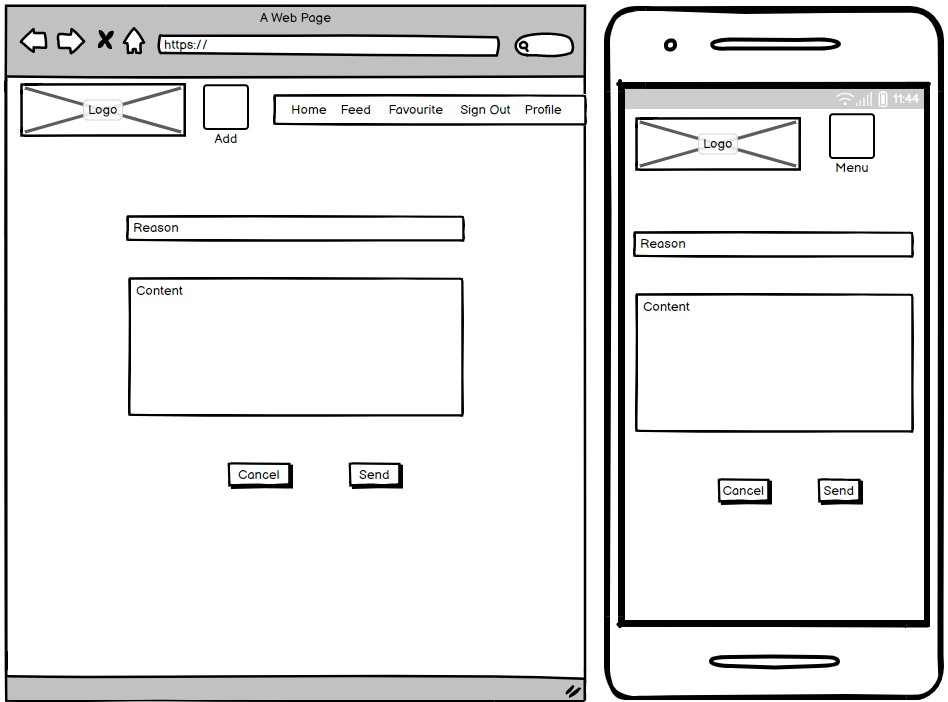 A Web Page
https://
Logo
Add
Home Feed Favourite Sign Out Profile
Reason
Content
Cancel Send
11:44
Logo
Menu
Reason
Content
Cancel Send